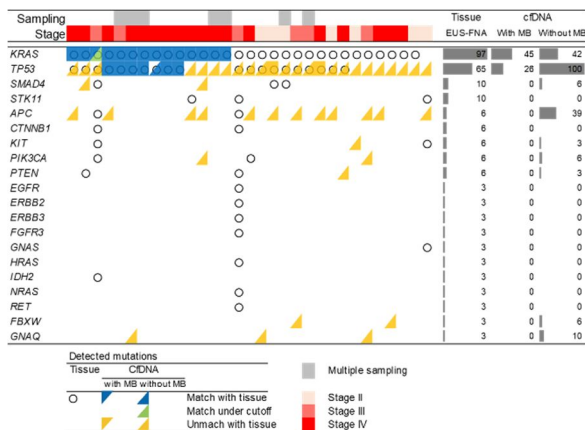 Sampling Tissue cfDNA
Stage EUS-FNA With MB Without MB
KRAS 97 45 42
TP53 65 26 100
SMAD4 10 0 6
STK11 10 0 0
APC 6 0 39
CTNNB1 6 0 0
KIT 6 0 3
PIK3CA 6 0 6
PTEN 6 0 3
EGFR 3 0 0
ERBB2 3 0 0
ERBB3 3 0 0
FGFR3 3 0 0
GNAS 3 0 0
HRAS 3 0 0
IDH2 3 0 0
NRAS 3 0 0
RET 3 0 0
FBXW 3 0 6
GNAQ 3 0 10
Detected mutations
Tissue CfDNA Multiple sampling
with MB without MB
Match with tissue Stage II
Match under cutoff Stage III
Unmach with tissue Stage IV